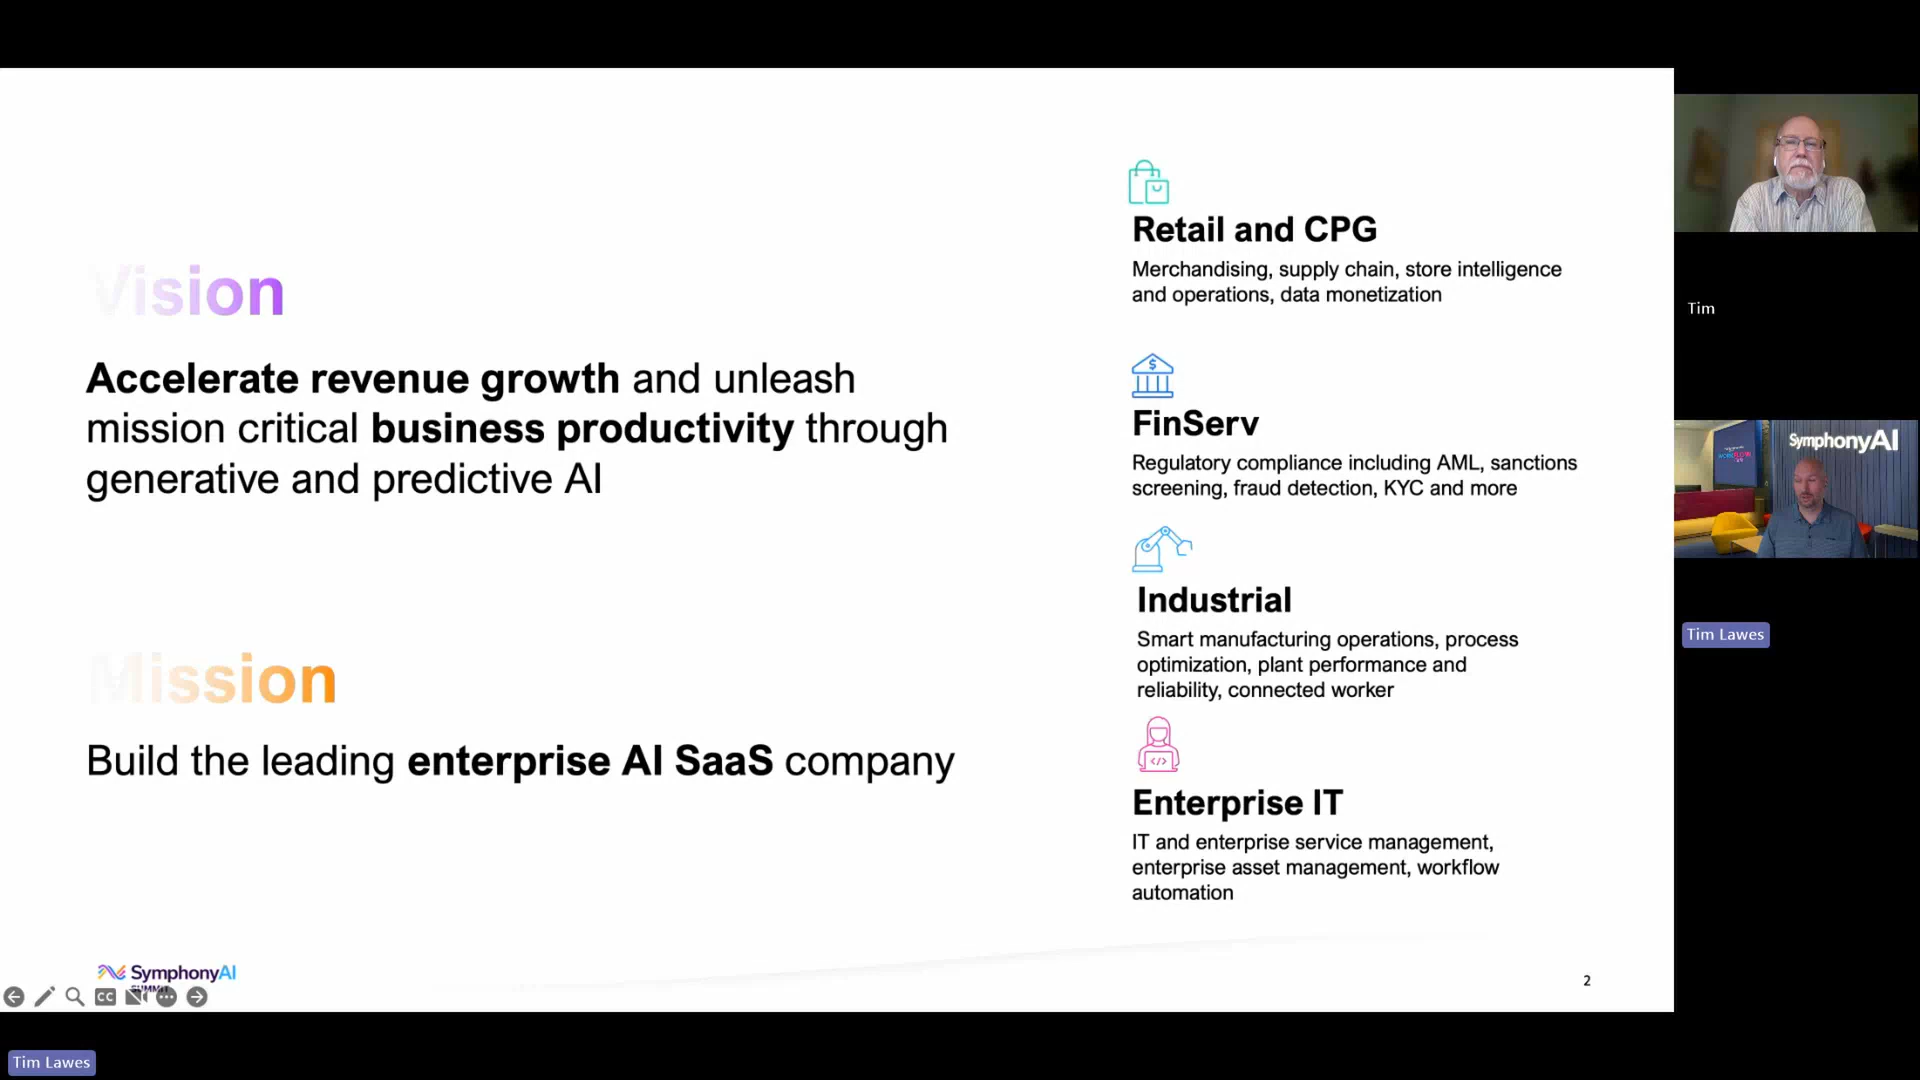 Vision
Accelerate revenue growth and unleash
mission critical business productivity through
generative and predictive AI
Mission
Build the leading enterprise AI SaaS company
Retail and CPG
Merchandising, supply chain, store intelligence
and operations, data monetization
FinServ
Regulatory compliance including AML, sanctions
screening, fraud detection, KYC and more
Industrial
Smart manufacturing operations, process
optimization, plant performance and
reliability, connected worker
Enterprise IT
IT and enterprise service management,
enterprise asset management, workflow
automation
SymphonyAI
SUMMIT
CC
2
Tim
SymphonyAI
Tim Lawes
Tim Lawes